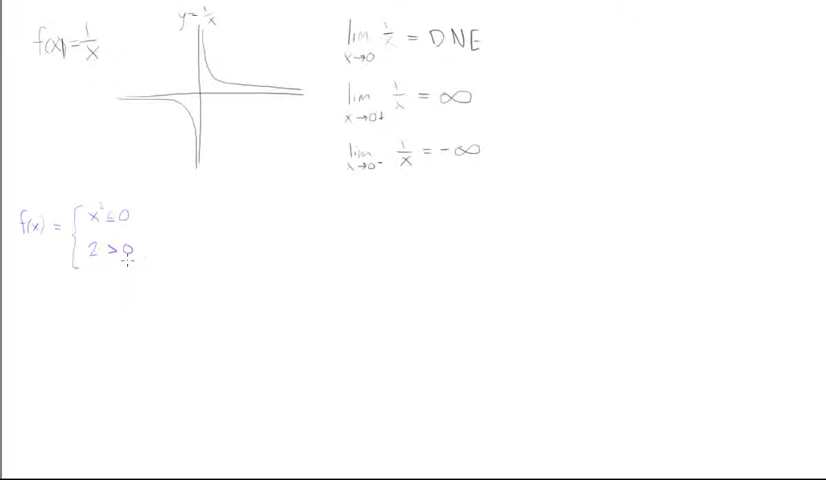 f(x)=1/x
y=1/x
lim x→0 1/x = DNE
lim x→0+ 1/x = ∞
lim x→0- 1/x = -∞
f(x) = { x² ≤ 0
2 > 0